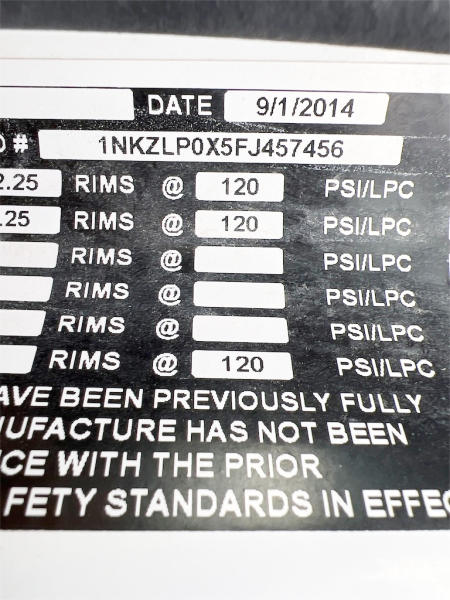 DATE 9/1/2014
# 1NKZLP0X5FJ457456
2.25 RIMS @ 120 PSI/LPC
.25 RIMS @ 120 PSI/LPC
RIMS @ PSI/LPC
RIMS @ PSI/LPC
RIMS @ PSI/LPC
RIMS @ 120 PSI/LPC
AVE BEEN PREVIOUSLY FULLY
NUFACTURE HAS NOT BEEN
CE WITH THE PRIOR
FETY STANDARDS IN EFFEC